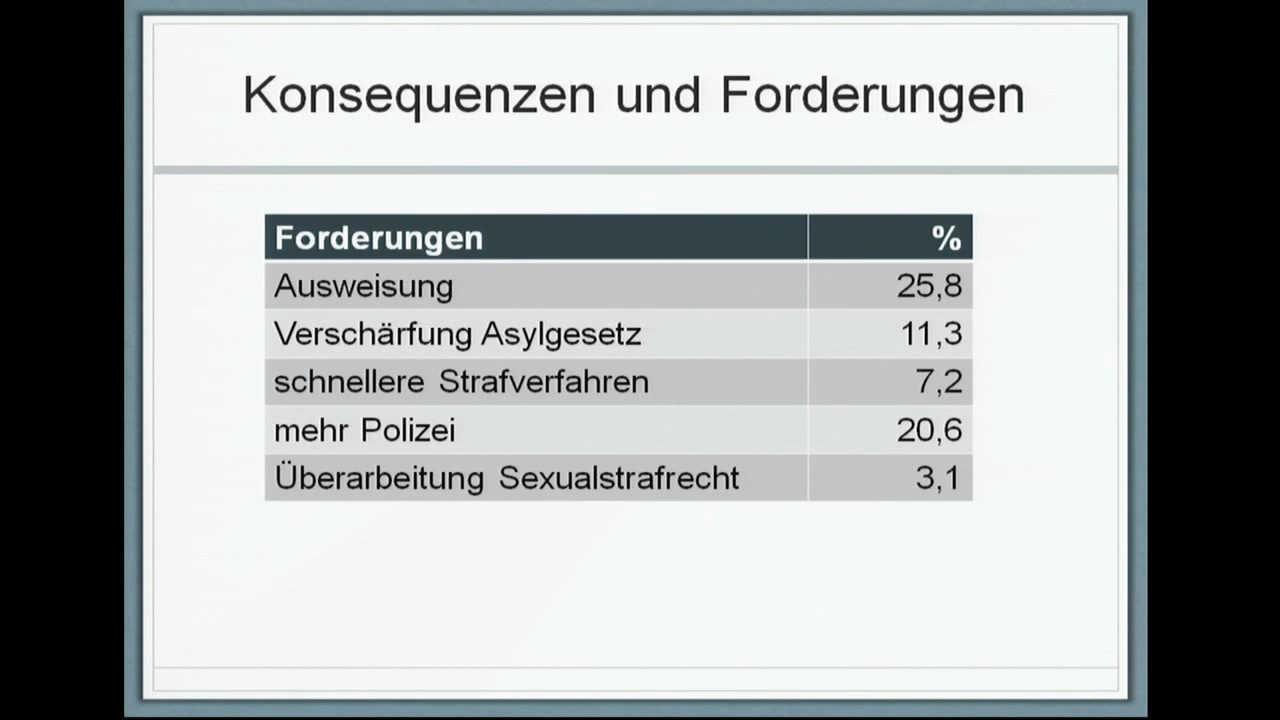 Konsequenzen und Forderungen
Forderungen %
Ausweisung 25,8
Verschärfung Asylgesetz 11,3
schnellere Strafverfahren 7,2
mehr Polizei 20,6
Überarbeitung Sexualstrafrecht 3,1